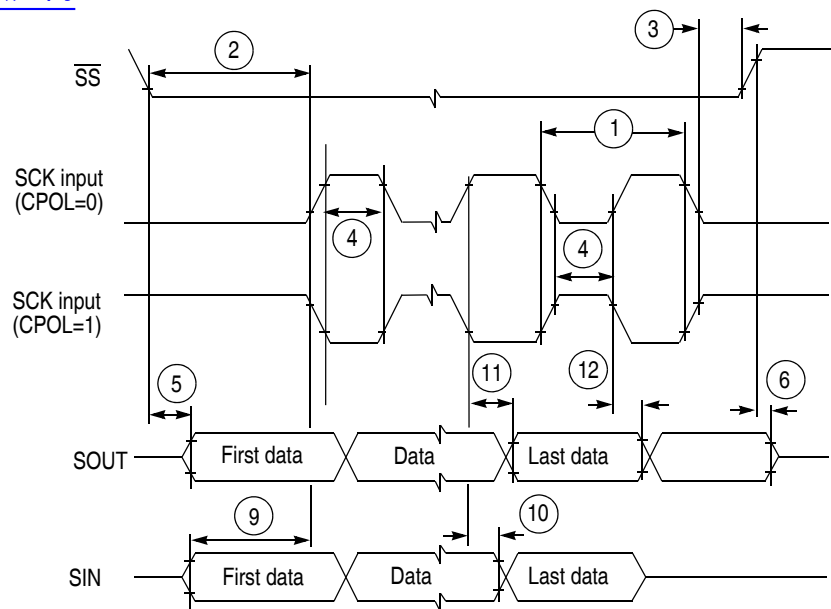 2
3
SS
1
SCK input
(CPOL=0)
4
4
SCK input
(CPOL=1)
5
11
12
6
SOUT
First data
Data
Last data
9
10
SIN
First data
Data
Last data